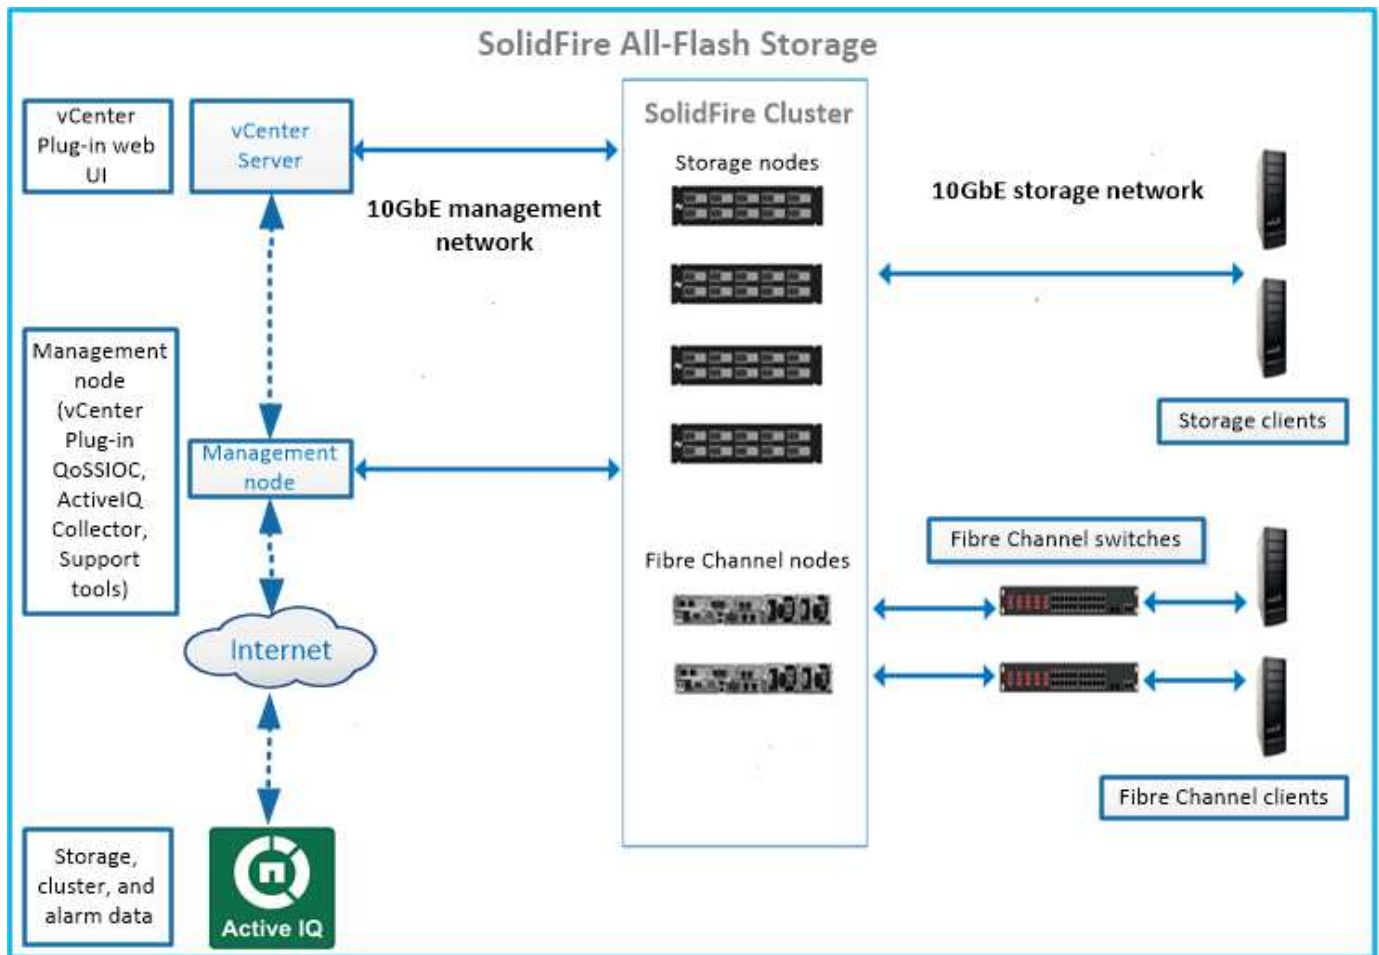 SolidFire All-Flash Storage
vCenter
Plug-in web
UI
vCenter
Server
10GbE management
network
SolidFire Cluster
Storage nodes
10GbE storage network
Storage clients
Management
node
(vCenter
Plug-in
QoSSIOC,
ActiveIQ
Collector,
Support
tools)
Management
node
Fibre Channel nodes
Fibre Channel switches
Internet
Fibre Channel clients
Storage,
cluster, and
alarm data
n
Active IQ